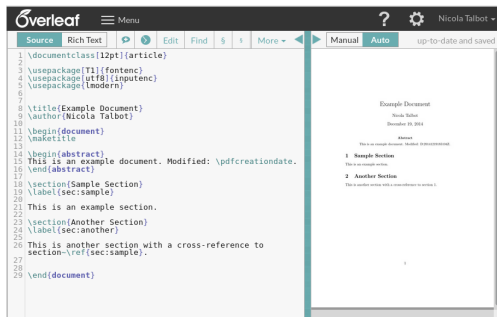 Overleaf Menu ? Nicola Talbot
Source Rich Text Edit Find § § More Manual Auto up-to-date and saved
1 \documentclass[12pt]{article}
2
3 \usepackage[T1]{fontenc}
4 \usepackage[utf8]{inputenc}
5 \usepackage{lmodern}
6
7
8 \title{Example Document}
9 \author{Nicola Talbot}
10
11 \begin{document}
12 \maketitle
13
14 \begin{abstract}
15 This is an example document. Modified: \pdfcreationdate.
16 \end{abstract}
17
18 \section{Sample Section}
19 \label{sec:sample}
20
21 This is an example section.
22
23 \section{Another Section}
24 \label{sec:another}
25
26 This is another section with a cross-reference to
section~\ref{sec:sample}.
27
28
29 \end{document}
Example Document
Nicola Talbot
December 10, 2014
Abstract
This is an example document. Modified:
1 Sample Section
This is an example section.
2 Another Section
This is another section with a cross-reference to section 1.
1